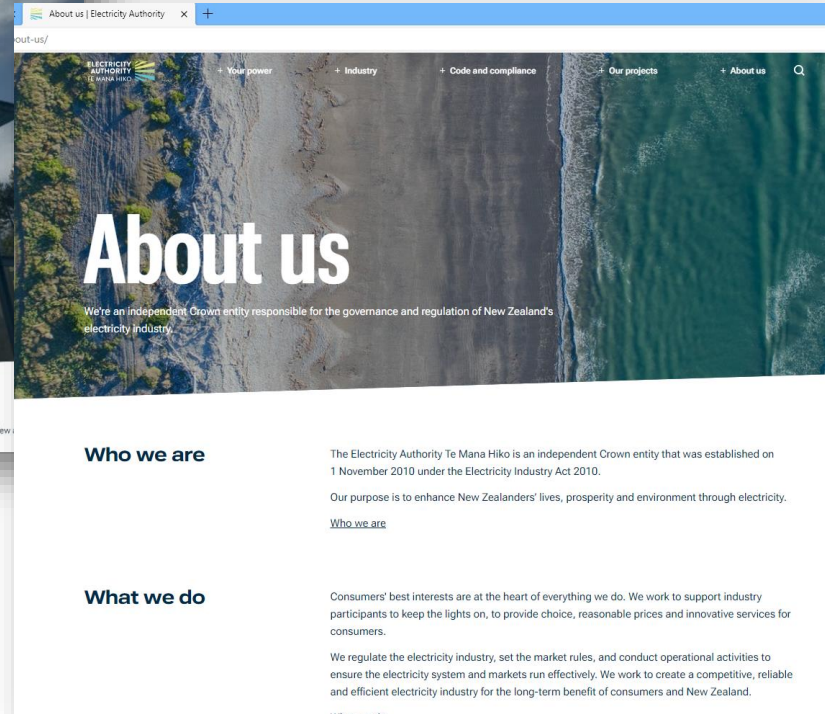 About us | Electricity Authority
out-us/
ELECTRICITY
AUTHORITY
TE MANA HIKO
+ Your power
+ Industry
+ Code and compliance
+ Our projects
+ About us
About us
We're an independent Crown entity responsible for the governance and regulation of New Zealand's
electricity industry.
ew
Who we are
The Electricity Authority Te Mana Hiko is an independent Crown entity that was established on
1 November 2010 under the Electricity Industry Act 2010.
Our purpose is to enhance New Zealanders' lives, prosperity and environment through electricity.
Who we are
What we do
Consumers' best interests are at the heart of everything we do. We work to support industry
participants to keep the lights on, to provide choice, reasonable prices and innovative services for
consumers.
We regulate the electricity industry, set the market rules, and conduct operational activities to
ensure the electricity system and markets run effectively. We work to create a competitive, reliable
and efficient electricity industry for the long-term benefit of consumers and New Zealand.